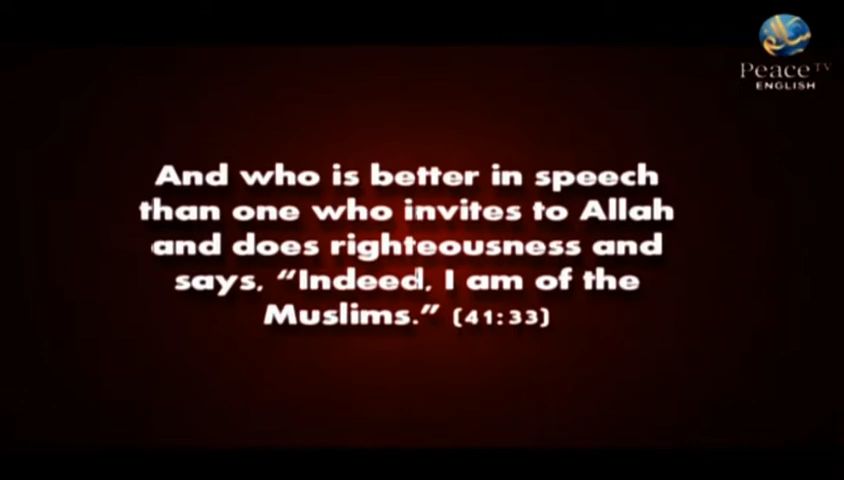 Peace TV
ENGLISH
And who is better in speech
than one who invites to Allah
and does righteousness and
says, “Indeed, I am of the
Muslims.” (41:33)